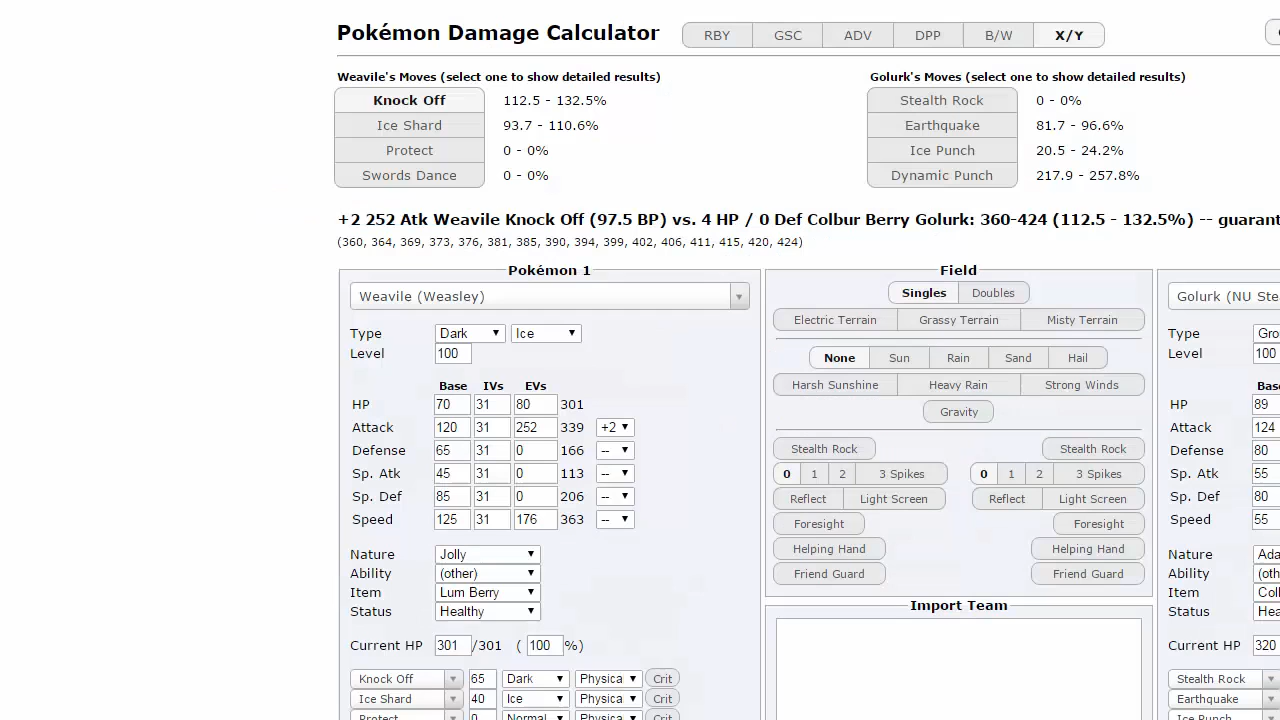 Pokémon Damage Calculator RBY GSC ADV DPP B/W X/Y
Weavile's Moves (select one to show detailed results) Golurk's Moves (select one to show detailed results)
Knock Off 112.5 - 132.5% Stealth Rock 0 - 0%
Ice Shard 93.7 - 110.6% Earthquake 81.7 - 96.6%
Protect 0 - 0% Ice Punch 20.5 - 24.2%
Swords Dance 0 - 0% Dynamic Punch 217.9 - 257.8%
+2 252 Atk Weavile Knock Off (97.5 BP) vs. 4 HP / 0 Def Colbur Berry Golurk: 360-424 (112.5 - 132.5%) -- guarant
(360, 364, 369, 373, 376, 381, 385, 390, 394, 399, 402, 406, 411, 415, 420, 424)
Pokémon 1
Weavile (Weasley)
Type Dark Ice
Level 100
Base IVs EVs
HP 70 31 80 301
Attack 120 31 252 339 +2
Defense 65 31 0 166 --
Sp. Atk 45 31 0 113 --
Sp. Def 85 31 0 206 --
Speed 125 31 176 363 --
Nature Jolly
Ability (other)
Item Lum Berry
Status Healthy
Current HP 301 /301 ( 100 %)
Knock Off 65 Dark Physica Crit
Ice Shard 40 Ice Physica Crit
Protect 0 Normal Physica Crit
Field
Singles Doubles
Electric Terrain Grassy Terrain Misty Terrain
None Sun Rain Sand Hail
Harsh Sunshine Heavy Rain Strong Winds
Gravity
Stealth Rock Stealth Rock
0 1 2 3 Spikes 0 1 2 3 Spikes
Reflect Light Screen Reflect Light Screen
Foresight Foresight
Helping Hand Helping Hand
Friend Guard Friend Guard
Import Team
Golurk (NU Ste
Type Gro
Level 100
Base
HP 89
Attack 124
Defense 80
Sp. Atk 55
Sp. Def 80
Speed 55
Nature Ada
Ability (oth
Item Col
Status Hea
Current HP 320
Stealth Rock
Earthquake
Ice Punch